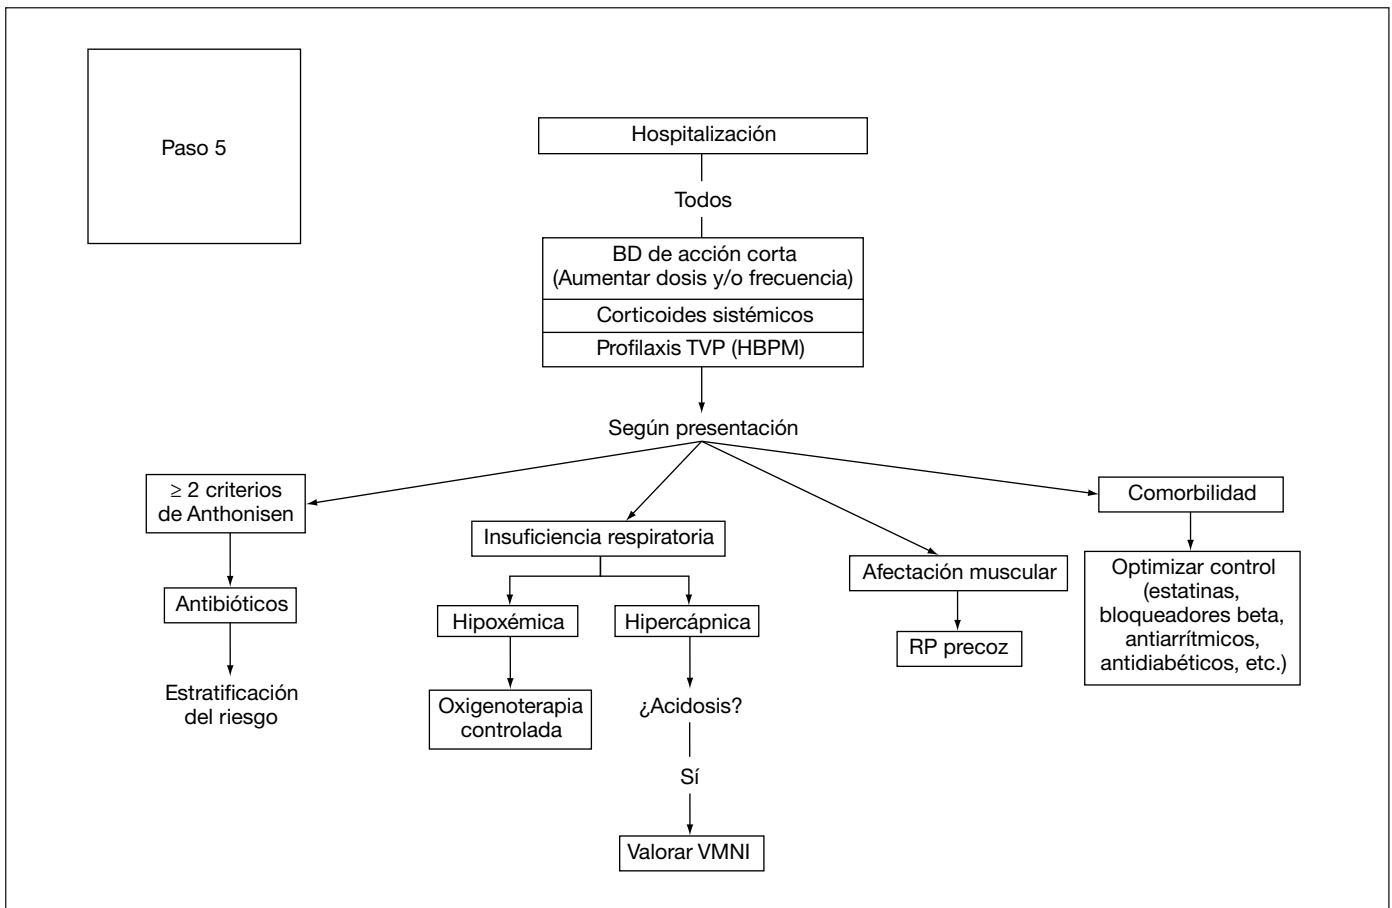 Paso 5
Hospitalización
Todos
BD de acción corta
(Aumentar dosis y/o frecuencia)
Corticoides sistémicos
Profilaxis TVP (HBPM)
Según presentación
≥ 2 criterios
de Anthonisen
Antibióticos
Estratificación
del riesgo
Insuficiencia respiratoria
Hipoxémica
Oxigenoterapia
controlada
Hipercápnica
¿Acidosis?
Sí
Valorar VMNI
Afectación muscular
RP precoz
Comorbilidad
Optimizar control
(estatinas,
bloqueadores beta,
antiarrítmicos,
antidiabéticos, etc.)